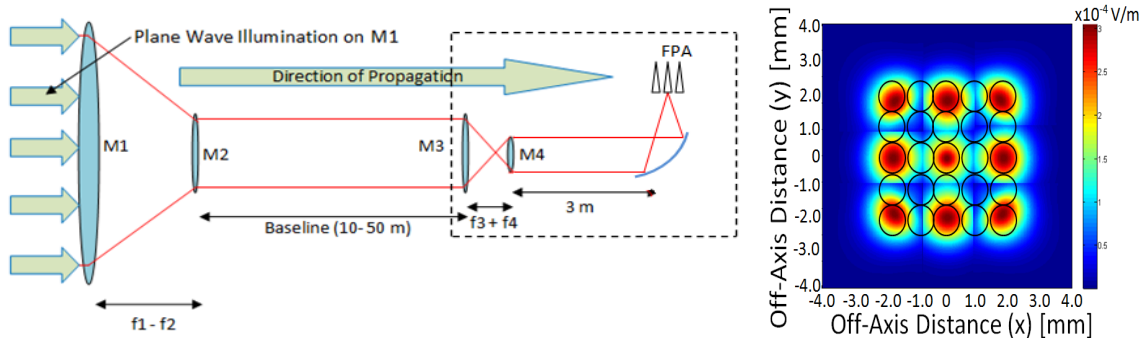 Plane Wave Illumination on M1
Direction of Propagation
FPA
M1
M2
M3
M4
Baseline (10- 50 m)
f3 + f4
3 m
f1 - f2
x10⁻⁴ V/m
Off-Axis Distance (y) [mm]
4.0
3.0
2.0
1.0
0
-1.0
-2.0
-3.0
-4.0
-4.0 -3.0 -2.0 -1.0 0 1.0 2.0 3.0 4.0
Off-Axis Distance (x) [mm]
3
2.5
2
1.5
1
0.5